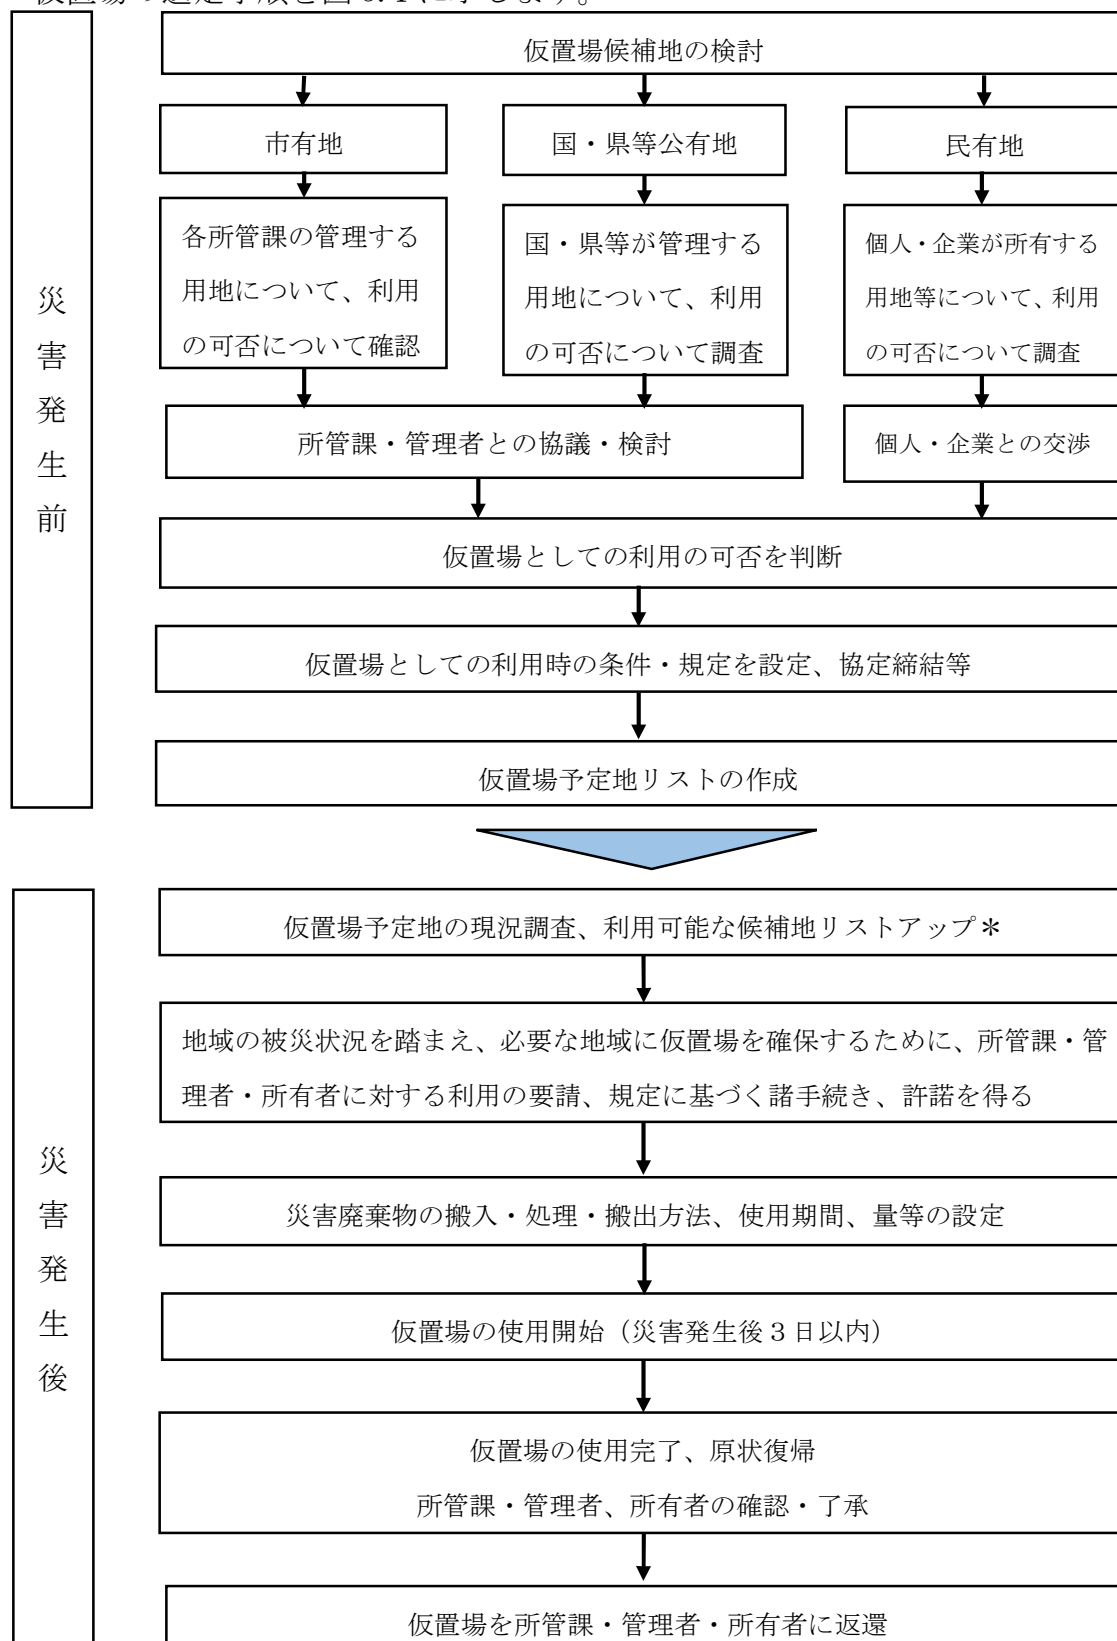 仮置場候補地の検討
市有地
国・県等公有地
民有地
各所管課の管理する
用地について、利用
の可否について確認
国・県等が管理する
用地について、利用
の可否について調査
個人・企業が所有する
用地等について、利用
の可否について調査
所管課・管理者との協議・検討
個人・企業との交渉
仮置場としての利用の可否を判断
仮置場としての利用時の条件・規定を設定、協定締結等
仮置場予定地リストの作成
災害発生前
仮置場予定地の現況調査、利用可能な候補地リストアップ＊
地域の被災状況を踏まえ、必要な地域に仮置場を確保するために、所管課・管
理者・所有者に対する利用の要請、規定に基づく諸手続き、許諾を得る
災害廃棄物の搬入・処理・搬出方法、使用期間、量等の設定
仮置場の使用開始（災害発生後３日以内）
仮置場の使用完了、原状復帰
所管課・管理者、所有者の確認・了承
仮置場を所管課・管理者・所有者に返還
災害発生後